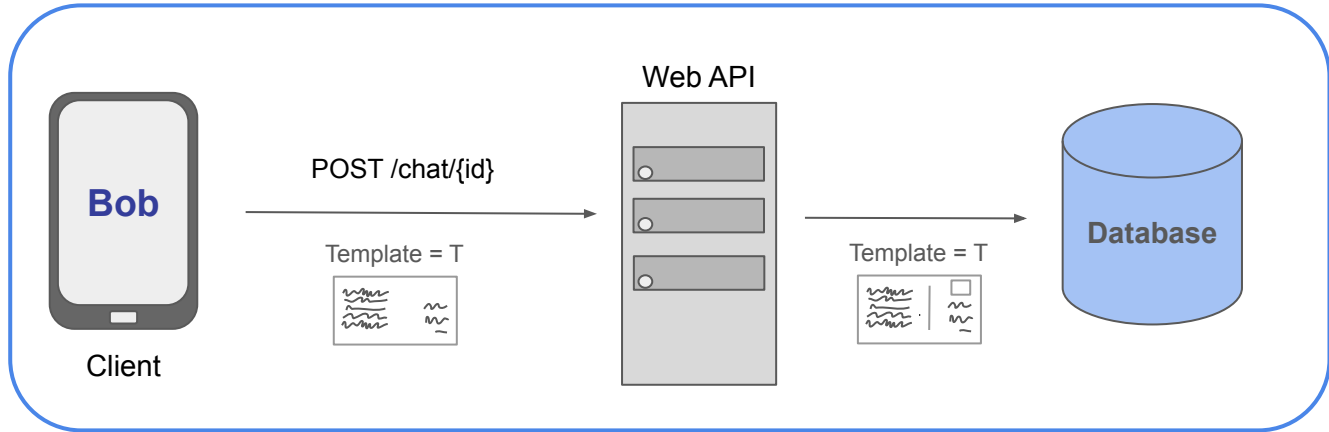 Web API
POST /chat/{id}
Bob
Database
Template = T
Template = T
Client